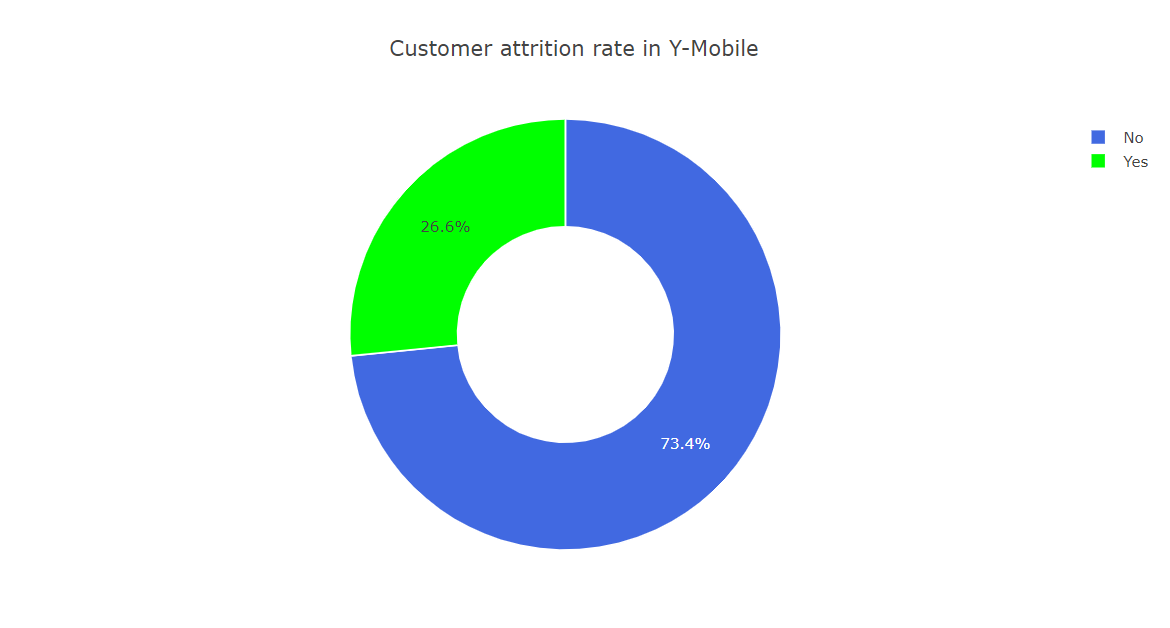 Customer attrition rate in Y-Mobile
No
Yes
26.6%
73.4%